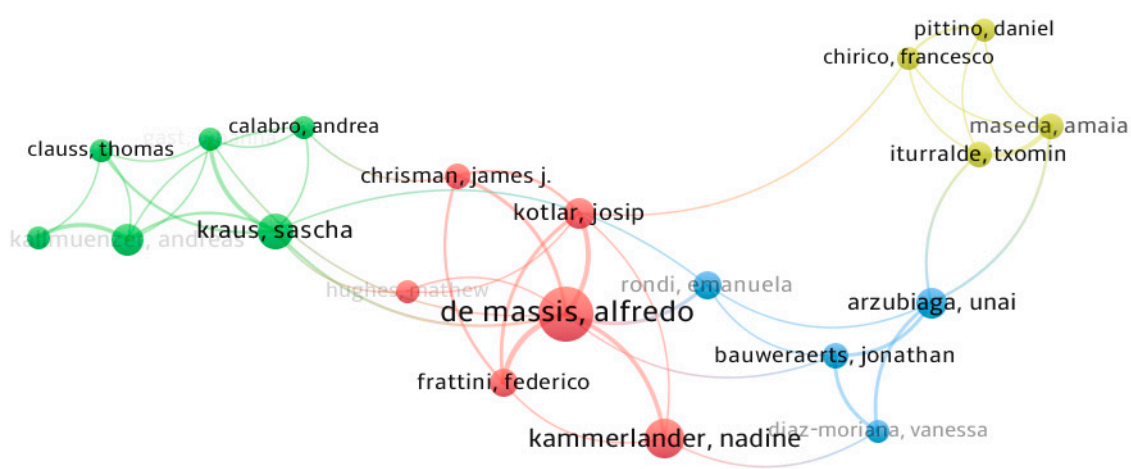 pittino, daniel
chirico, francesco
calabro, andrea
maseda, amaia
clauss, thomas
iturralde, txomin
chrisman, james j.
kotlar, josip
kraus, sascha
kallmuenzer, andreas
rondi, emanuela
hughes, mathew
arzubiaga, unai
de massis, alfredo
bauweraerts, jonathan
frattini, federico
diaz-moriana, vanessa
kammerlander, nadine